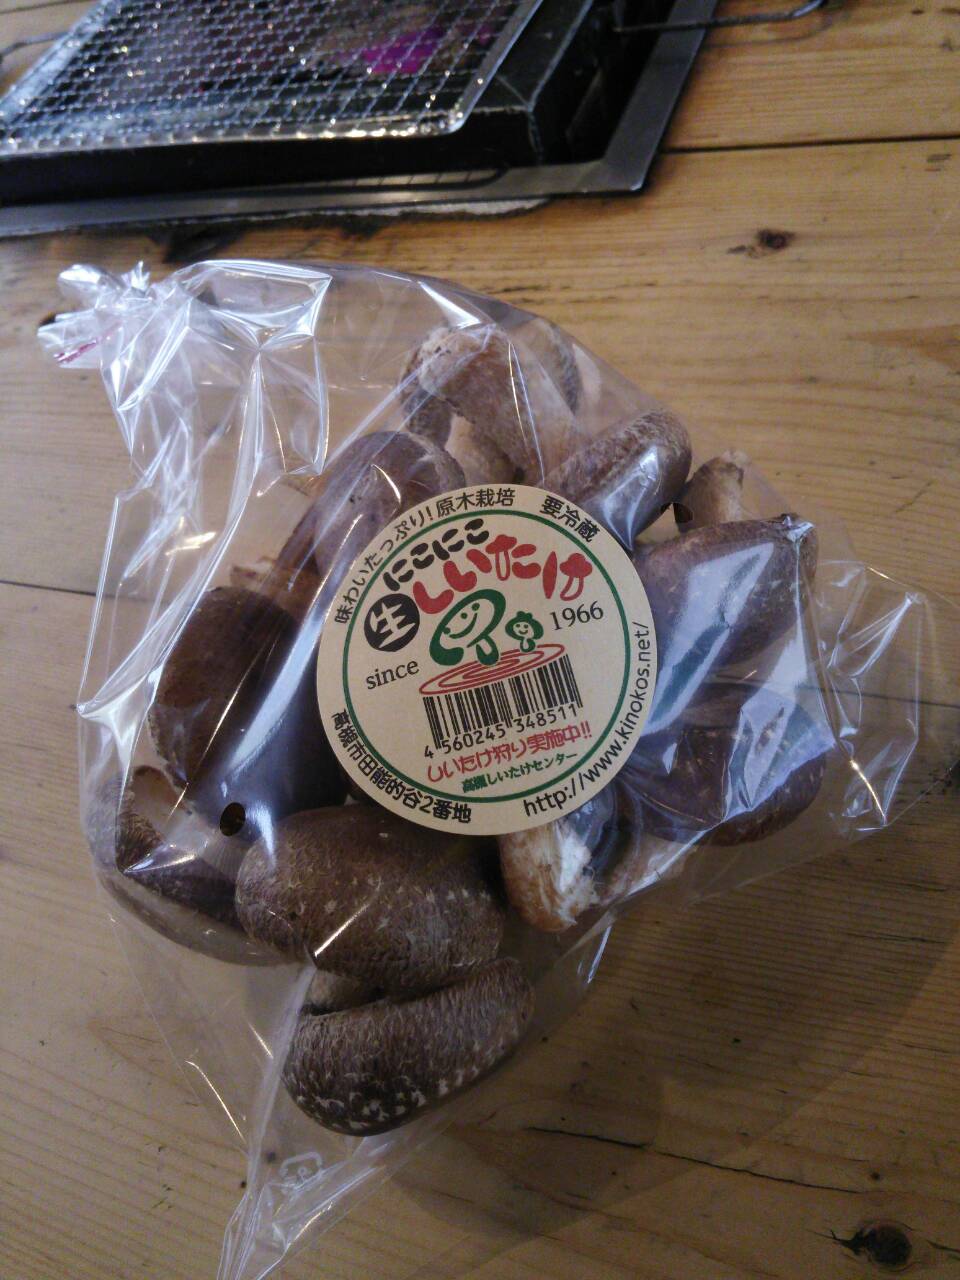 味わいたっぷり!原木栽培 要冷蔵
にこにこ
生しいたけ
since 1966
4 560245 348511
しいたけ狩り実施中!!
高槻しいたけセンター
高槻市田能的谷2番地
http://www.kinokos.net/